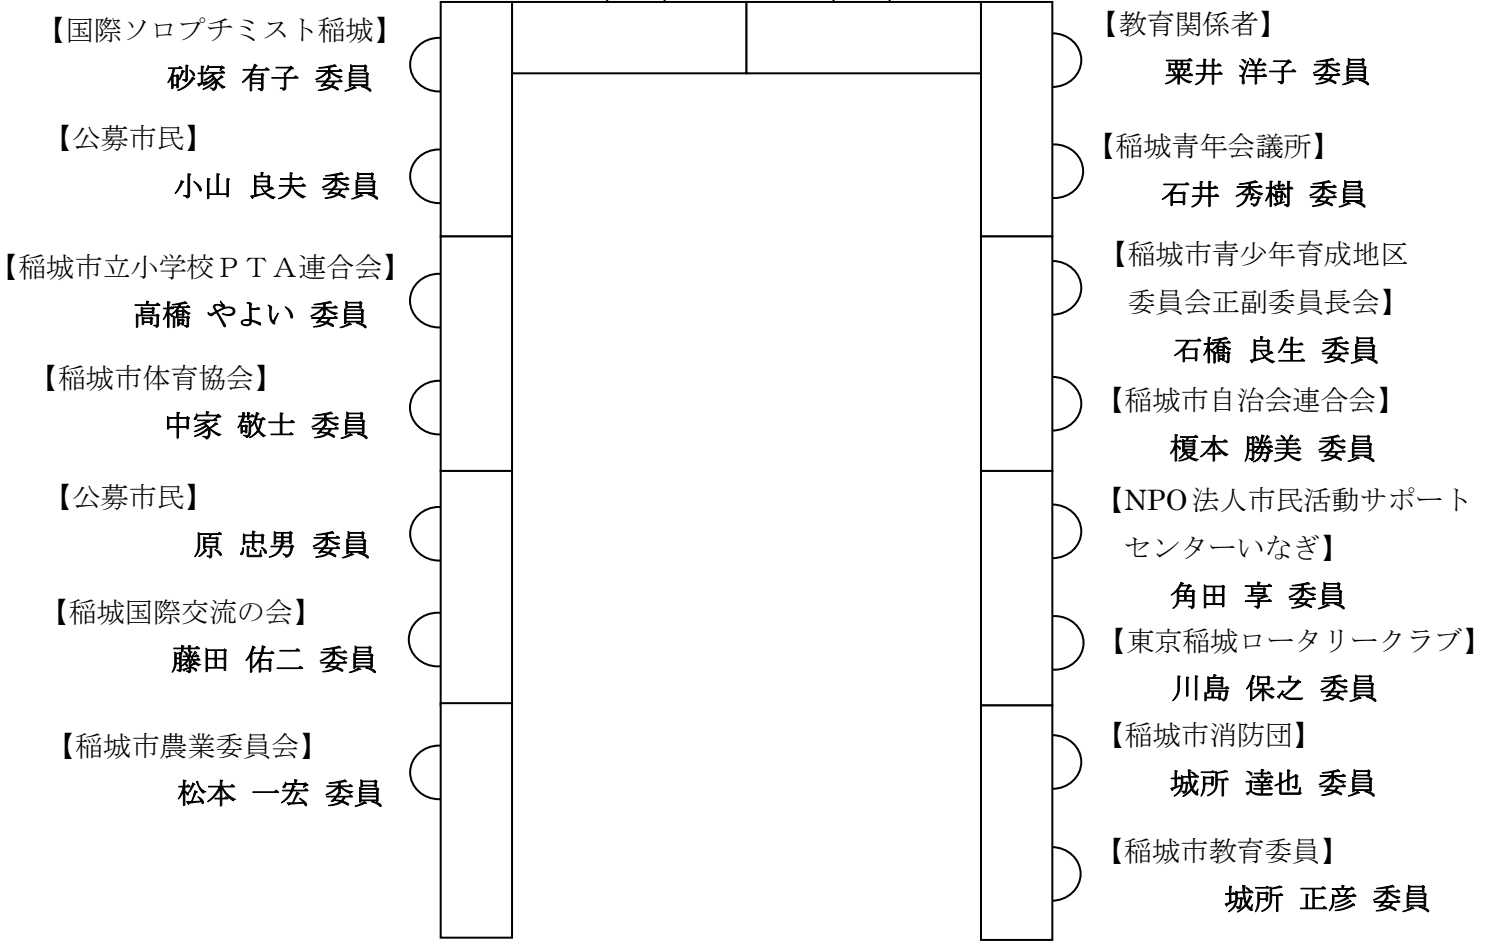 【国際ソロプチミスト稲城】
砂塚 有子 委員
【公募市民】
小山 良夫 委員
【稲城市立小学校ＰＴＡ連合会】
高橋 やよい 委員
【稲城市体育協会】
中家 敬士 委員
【公募市民】
原 忠男 委員
【稲城国際交流の会】
藤田 佑二 委員
【稲城市農業委員会】
松本 一宏 委員
【教育関係者】
粟井 洋子 委員
【稲城青年会議所】
石井 秀樹 委員
【稲城市青少年育成地区
委員会正副委員長会】
石橋 良生 委員
【稲城市自治会連合会】
榎本 勝美 委員
【NPO法人市民活動サポート
センターいなぎ】
角田 享 委員
【東京稲城ロータリークラブ】
川島 保之 委員
【稲城市消防団】
城所 達也 委員
【稲城市教育委員】
城所 正彦 委員